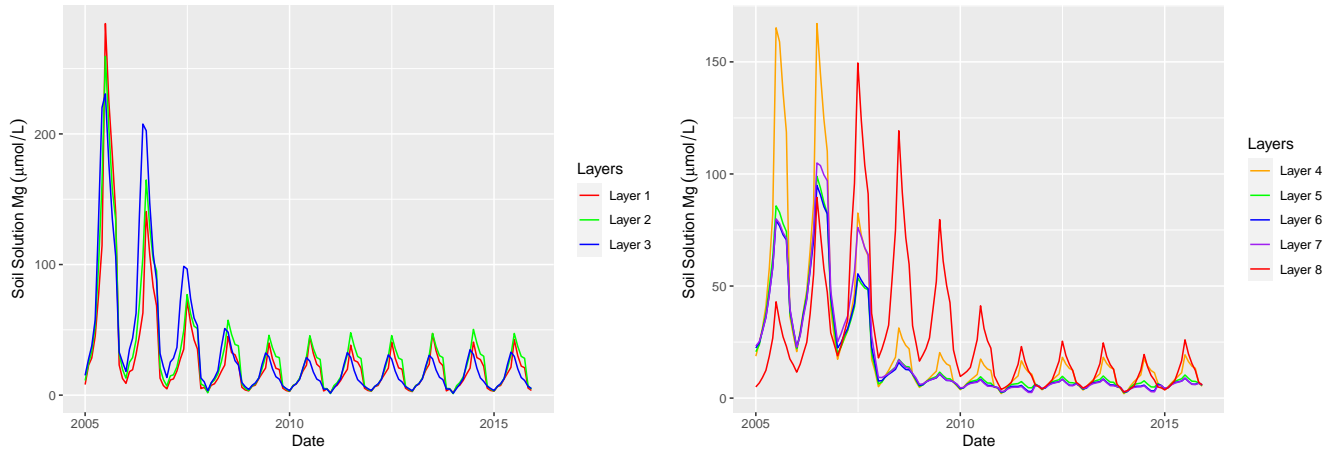 Soil Solution Mg (μmol/L)
200
100
0
2005
2010
2015
Date
Layers
Layer 1
Layer 2
Layer 3
Soil Solution Mg (μmol/L)
150
100
50
0
2005
2010
2015
Date
Layers
Layer 4
Layer 5
Layer 6
Layer 7
Layer 8